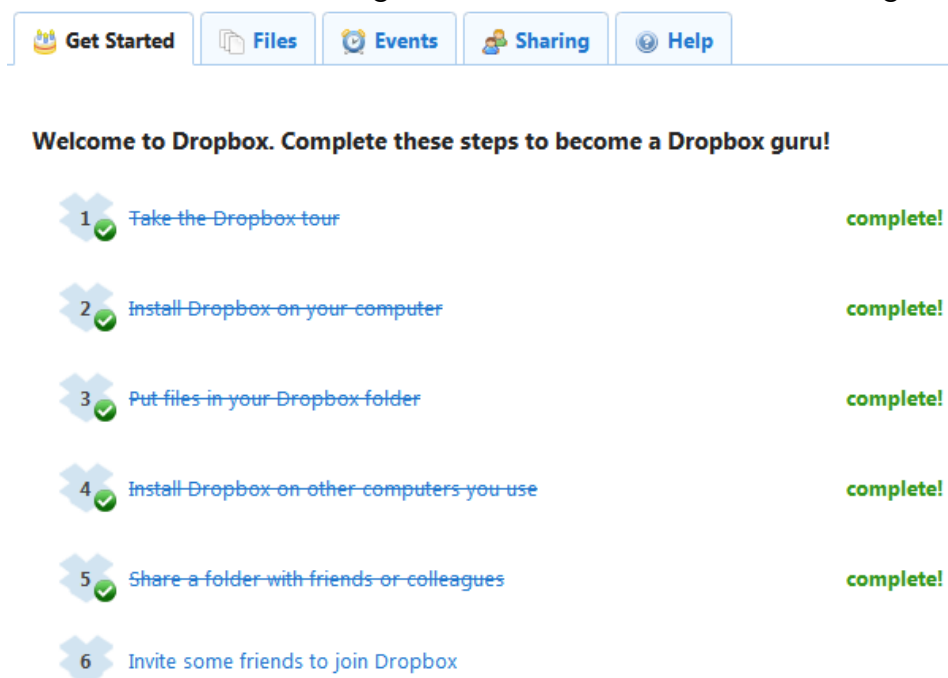 Get Started Files Events Sharing Help
Welcome to Dropbox. Complete these steps to become a Dropbox guru!
1 Take the Dropbox tour complete!
2 Install Dropbox on your computer complete!
3 Put files in your Dropbox folder complete!
4 Install Dropbox on other computers you use complete!
5 Share a folder with friends or colleagues complete!
6 Invite some friends to join Dropbox